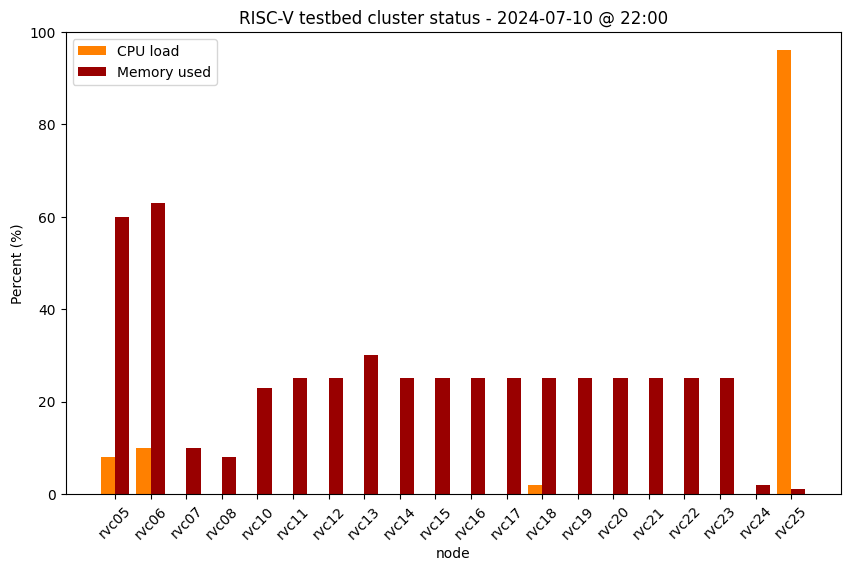 RISC-V testbed cluster status - 2024-07-10 @ 22:00
CPU load
Memory used
Percent (%)
100
80
60
40
20
0
rvc05
rvc06
rvc07
rvc08
rvc10
rvc11
rvc12
rvc13
rvc14
rvc15
rvc16
rvc17
rvc18
rvc19
rvc20
rvc21
rvc22
rvc23
rvc24
rvc25
node